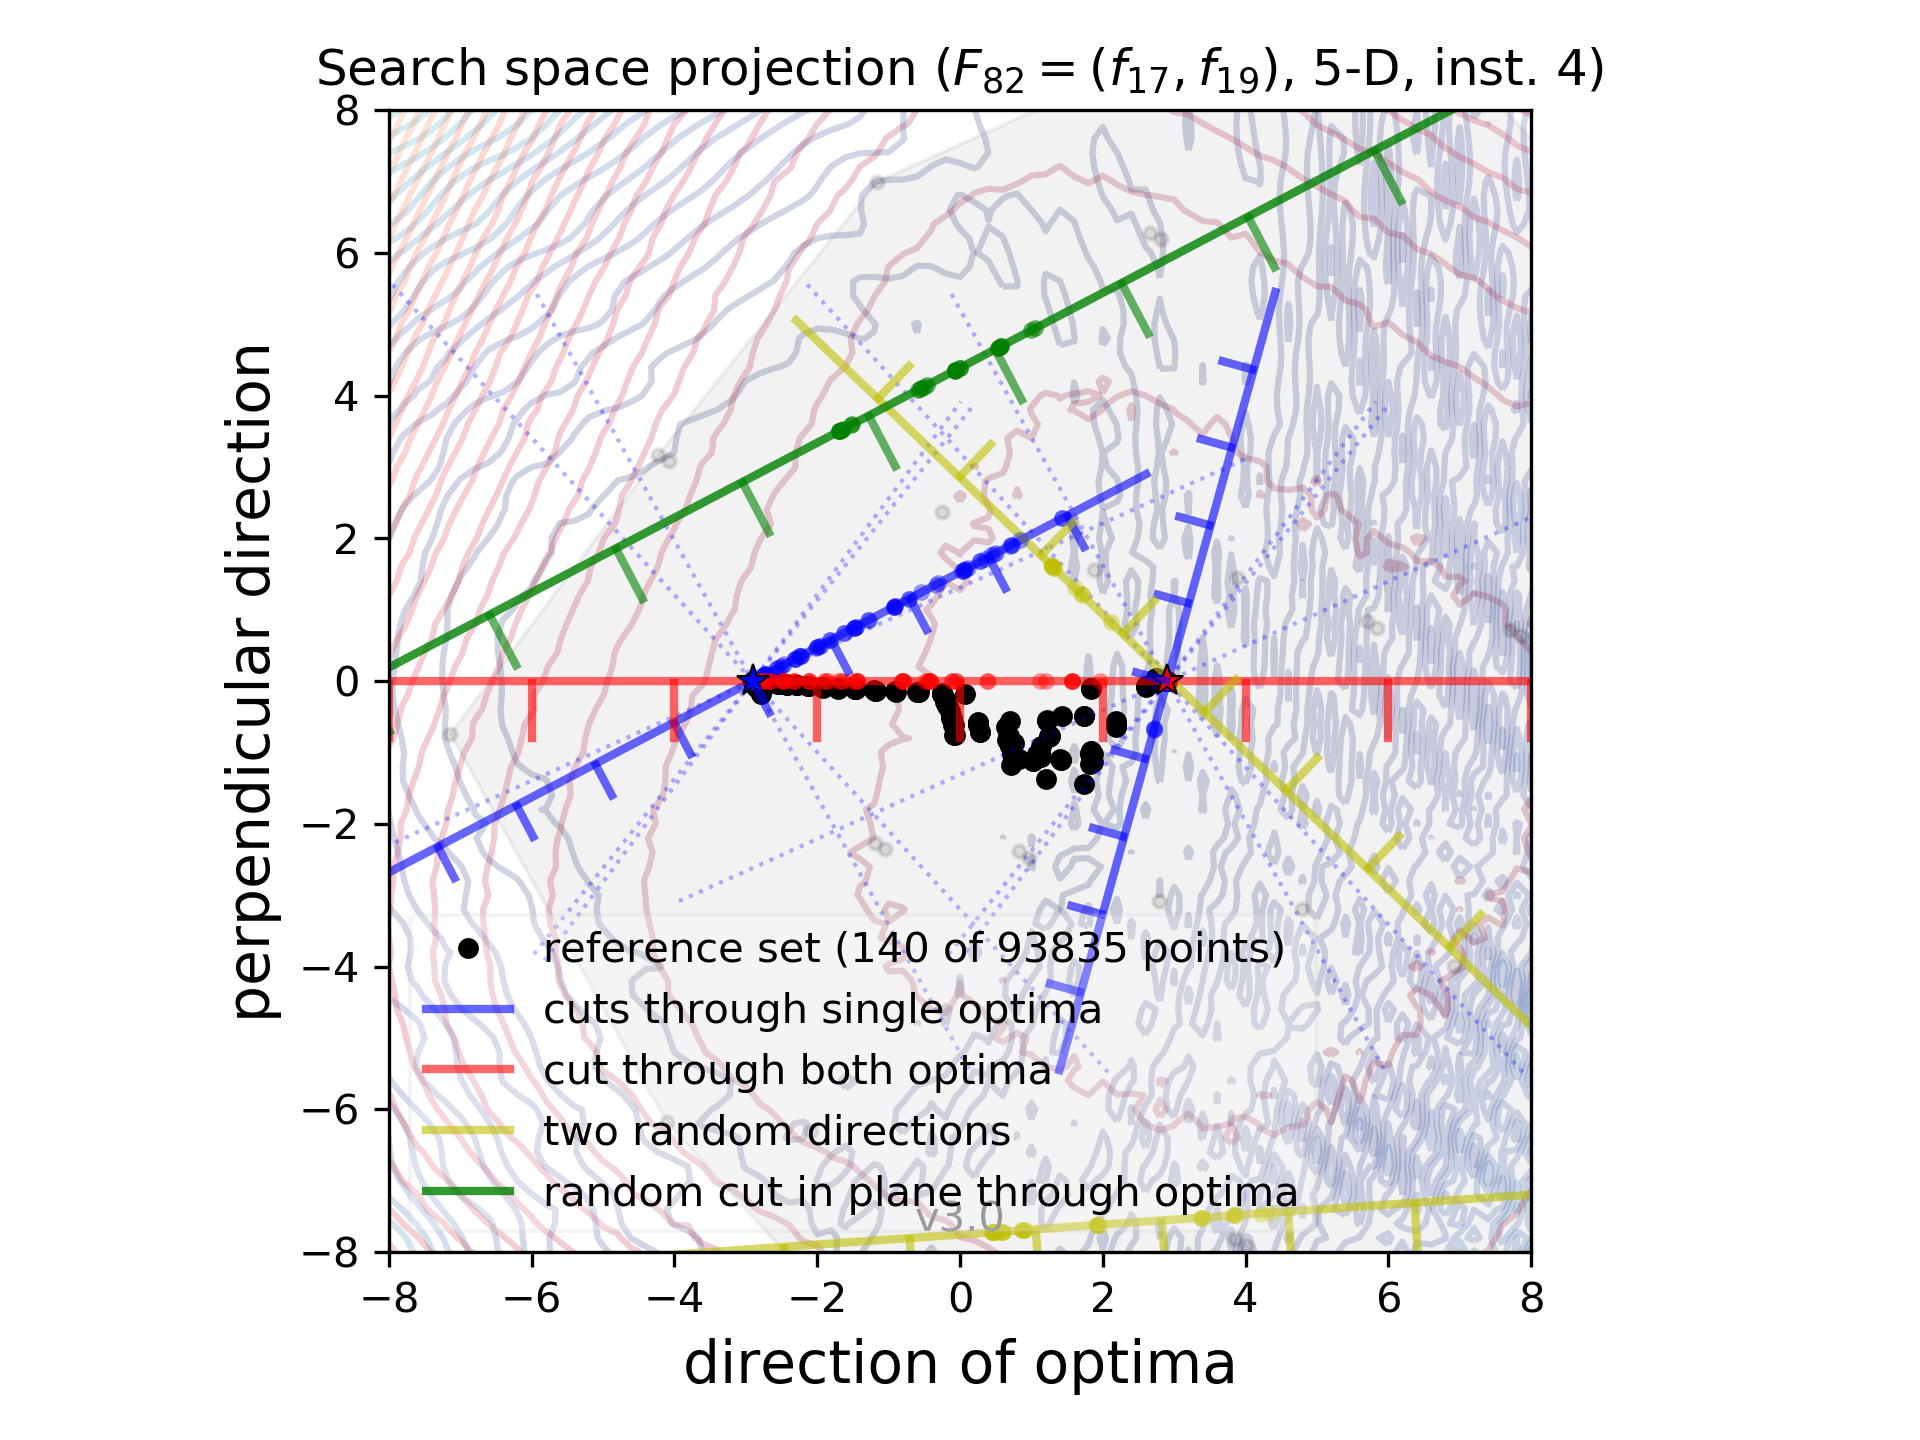 Search space projection (F₈₂ = (f₁₇, f₁₉), 5-D, inst. 4)
perpendicular direction
8
6
4
2
0
−2
−4
−6
−8
reference set (140 of 93835 points)
cuts through single optima
cut through both optima
two random directions
random cut in plane through optima
v3.0
−8 −6 −4 −2 0 2 4 6 8
direction of optima